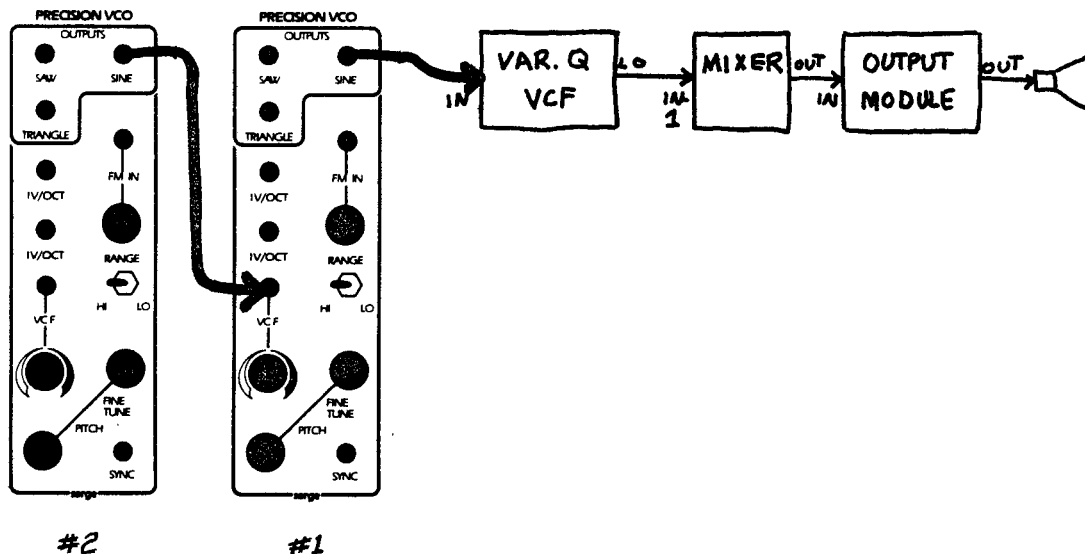 PRECISION VCO
OUTPUTS
SAW
SINE
TRIANGLE
FM IN
1V/OCT
1V/OCT
RANGE
HI
LO
VCF
FINE
TUNE
PITCH
SYNC
serge
#2
PRECISION VCO
OUTPUTS
SAW
SINE
TRIANGLE
FM IN
1V/OCT
1V/OCT
RANGE
HI
LO
VCF
FINE
TUNE
PITCH
SYNC
serge
#1
IN
VAR. Q
VCF
LO
IN
1
MIXER
OUT
IN
OUTPUT
MODULE
OUT